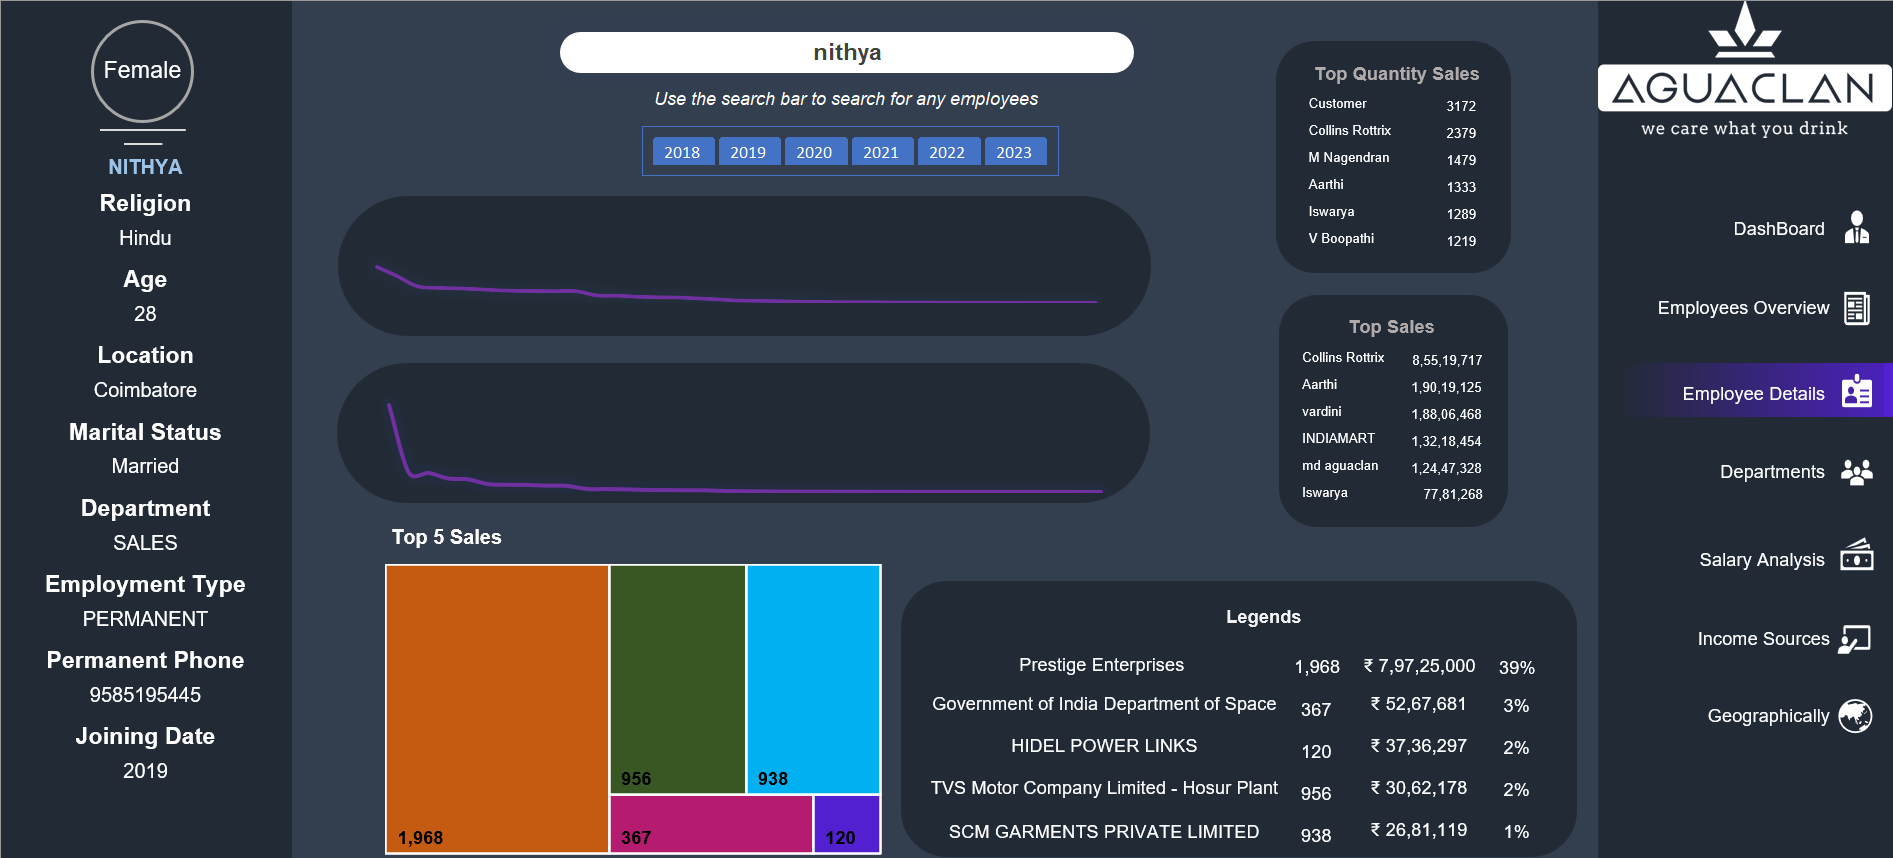 Female
NITHYA
Religion
Hindu
Age
28
Location
Coimbatore
Marital Status
Married
Department
SALES
Employment Type
PERMANENT
Permanent Phone
9585195445
Joining Date
2019
nithya
Use the search bar to search for any employees
2018 2019 2020 2021 2022 2023
Top 5 Sales
1,968
956
938
367
120
Top Quantity Sales
Customer 3172
Collins Rottrix 2379
M Nagendran 1479
Aarthi 1333
Iswarya 1289
V Boopathi 1219
Top Sales
Collins Rottrix 8,55,19,717
Aarthi 1,90,19,125
vardini 1,88,06,468
INDIAMART 1,32,18,454
md aguaclan 1,24,47,328
Iswarya 77,81,268
Legends
Prestige Enterprises 1,968 ₹ 7,97,25,000 39%
Government of India Department of Space 367 ₹ 52,67,681 3%
HIDEL POWER LINKS 120 ₹ 37,36,297 2%
TVS Motor Company Limited - Hosur Plant 956 ₹ 30,62,178 2%
SCM GARMENTS PRIVATE LIMITED 938 ₹ 26,81,119 1%
AGUACLAN
we care what you drink
DashBoard
Employees Overview
Employee Details
Departments
Salary Analysis
Income Sources
Geographically